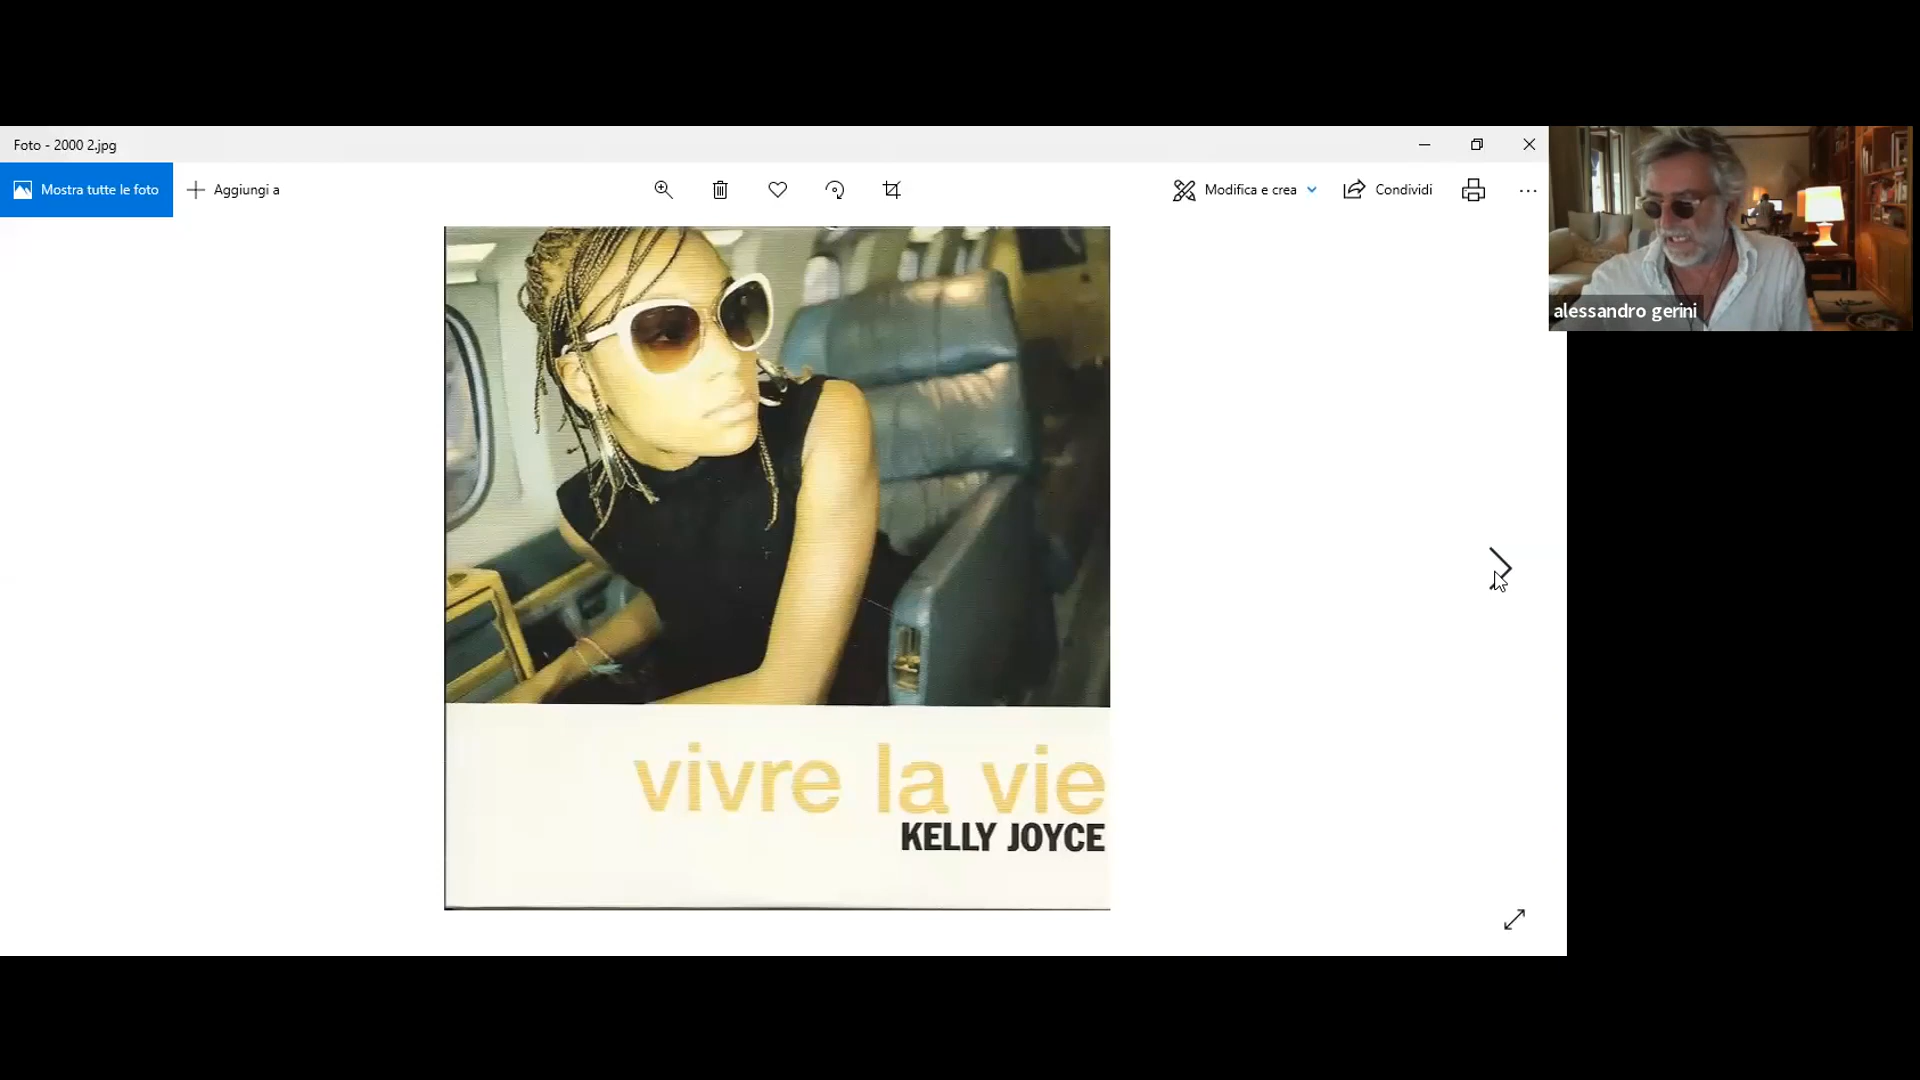 Foto - 2000 2.jpg
Mostra tutte le foto
Aggiungi a
Modifica e crea
Condividi
alessandro gerini
vivre la vie
KELLY JOYCE